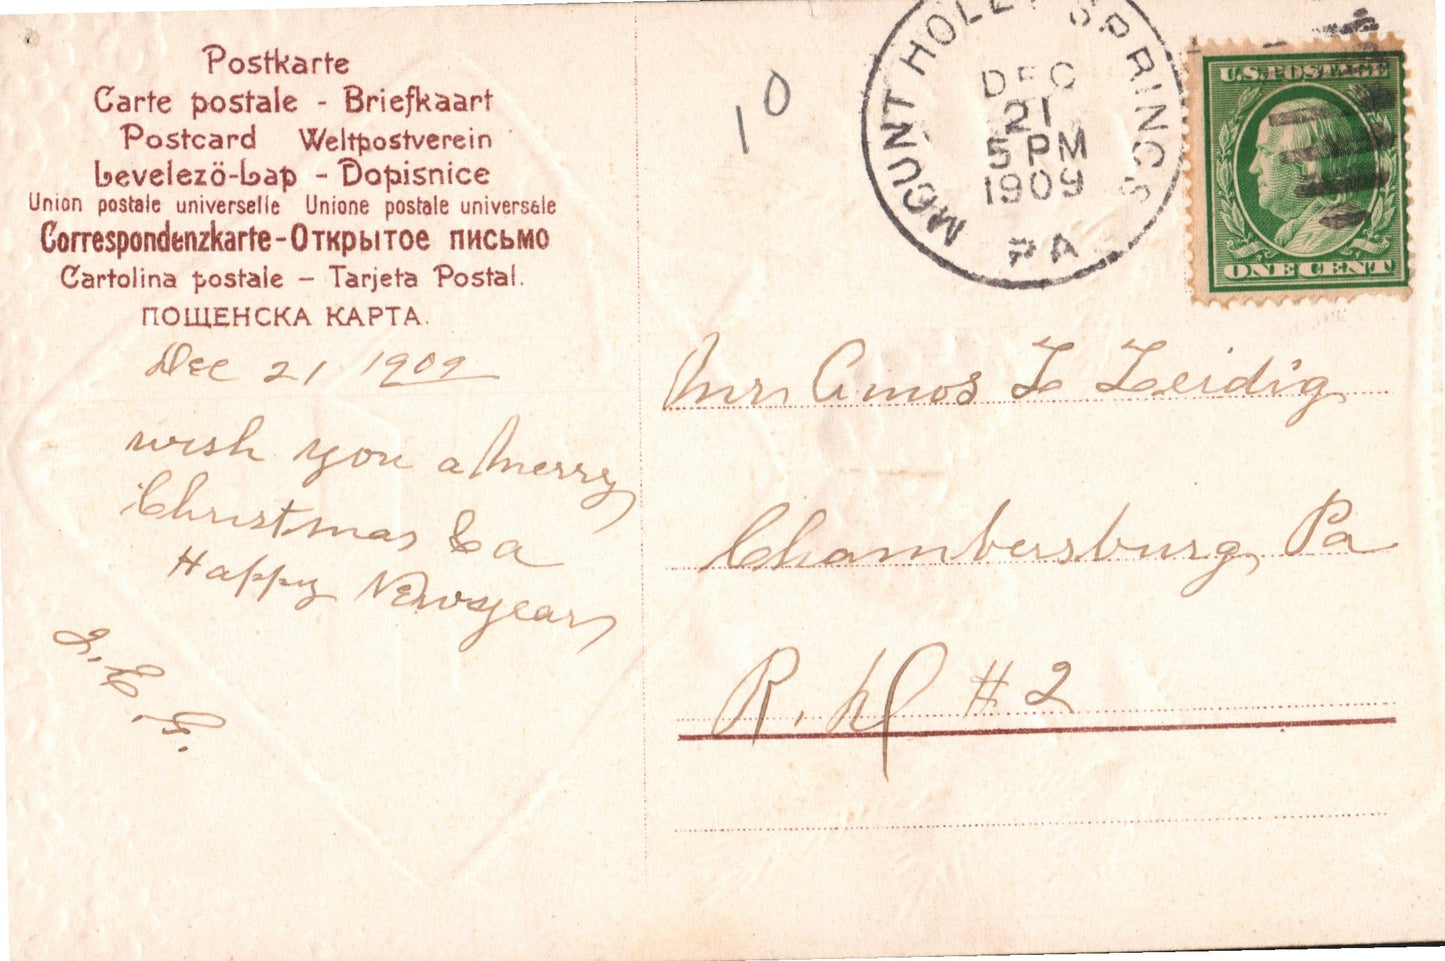 Postkarte
Carte postale - Briefkaart
Postcard Weltpostverein
Levelezö-Lap - Dopisnice
Union postale universelle Unione postale universale
Correspondenzkarte-Открытое письмо
Cartolina postale – Tarjeta Postal.
ПОЩЕНСКА КАРТА.
Dec 21 1909
wish you a Merry
Christmas & a
Happy New year
10
MOUNT HOLLY SPRINGS
DEC
21
5 PM
1909
PA
U.S. POSTAGE
ONE CENT
Mr Amos L Leidig
Chambersburg Pa
R. D # 2